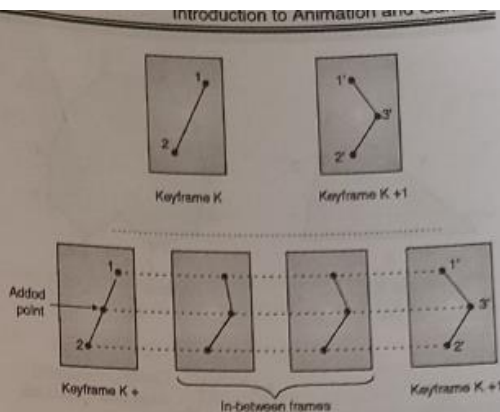 Introduction to Animation and
1
2
Keyframe K
1'
3'
2'
Keyframe K +1
Added
point
1
2
Keyframe K +
In-between frames
1'
3'
2'
Keyframe K +1